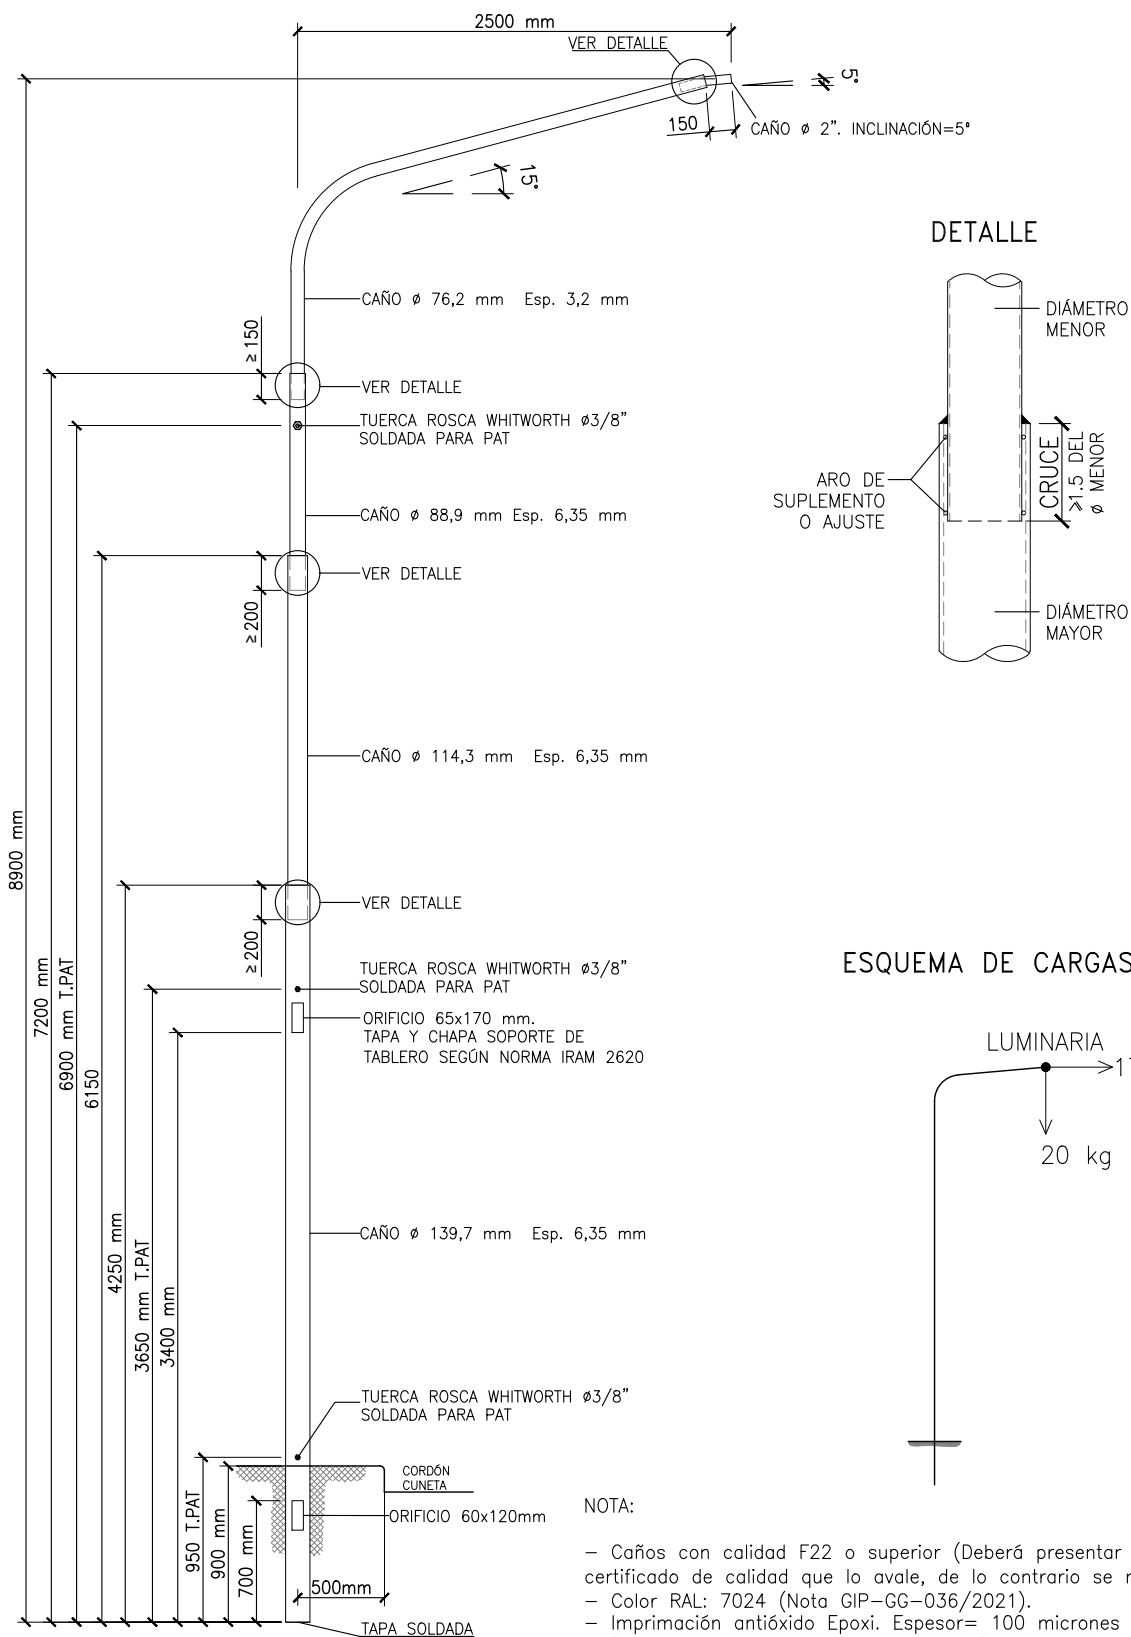 2500 mm
VER DETALLE
5°
150
CAÑO ø 2”. INCLINACIÓN=5°
15°
DETALLE
CAÑO ø 76,2 mm Esp. 3,2 mm
DIÁMETRO
MENOR
≥150
VER DETALLE
TUERCA ROSCA WHITWORTH ø3/8”
SOLDADA PARA PAT
CRUCE
≥1.5 DEL
ø MENOR
ARO DE
SUPLEMENTO
O AJUSTE
CAÑO ø 88,9 mm Esp. 6,35 mm
VER DETALLE
≥200
DIÁMETRO
MAYOR
CAÑO ø 114,3 mm Esp. 6,35 mm
8900 mm
VER DETALLE
≥200
7200 mm
6900 mm T.PAT
6150
TUERCA ROSCA WHITWORTH ø3/8”
SOLDADA PARA PAT
ORIFICIO 65x170 mm.
TAPA Y CHAPA SOPORTE DE
TABLERO SEGÚN NORMA IRAM 2620
ESQUEMA DE CARGAS
LUMINARIA
20 kg
4250 mm
3650 mm T.PAT
3400 mm
CAÑO ø 139,7 mm Esp. 6,35 mm
TUERCA ROSCA WHITWORTH ø3/8”
SOLDADA PARA PAT
CORDÓN
CUNETA
950 T.PAT
900 mm
700 mm
ORIFICIO 60x120mm
500mm
TAPA SOLDADA
NOTA:
– Caños con calidad F22 o superior (Deberá presentar
certificado de calidad que lo avale, de lo contrario se
– Color RAL: 7024 (Nota GIP–GG–036/2021).
– Imprimación antióxido Epoxi. Espesor= 100 micrones